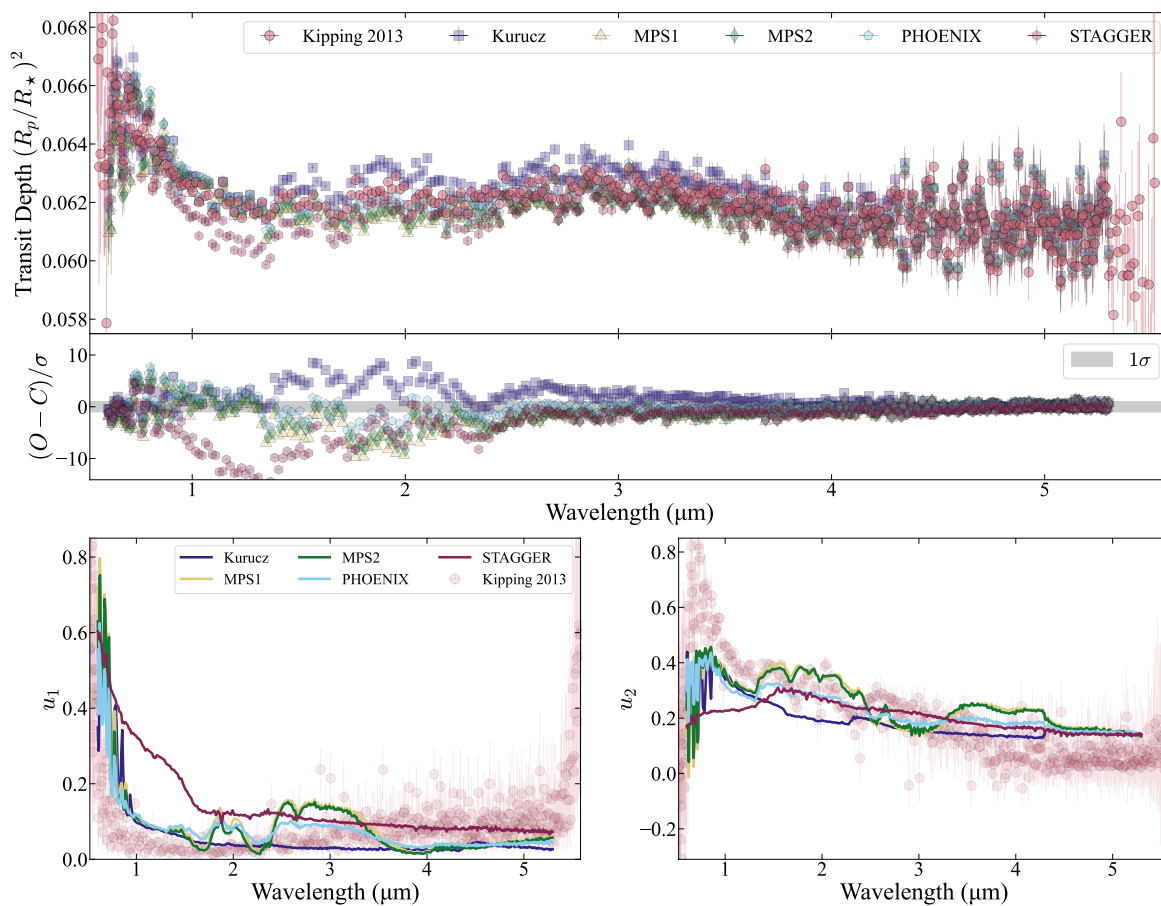 0.068
0.066
0.064
0.062
0.060
0.058
Transit Depth (R_p/R_⋆)^2
Kipping 2013 Kurucz MPS1 MPS2 PHOENIX STAGGER
10
0
−10
(O − C)/σ
1σ
1 2 3 4 5
Wavelength (μm)
0.8
0.6
0.4
0.2
0.0
u_1
Kurucz MPS2 STAGGER
MPS1 PHOENIX Kipping 2013
1 2 3 4 5
Wavelength (μm)
0.8
0.6
0.4
0.2
0.0
−0.2
u_2
1 2 3 4 5
Wavelength (μm)